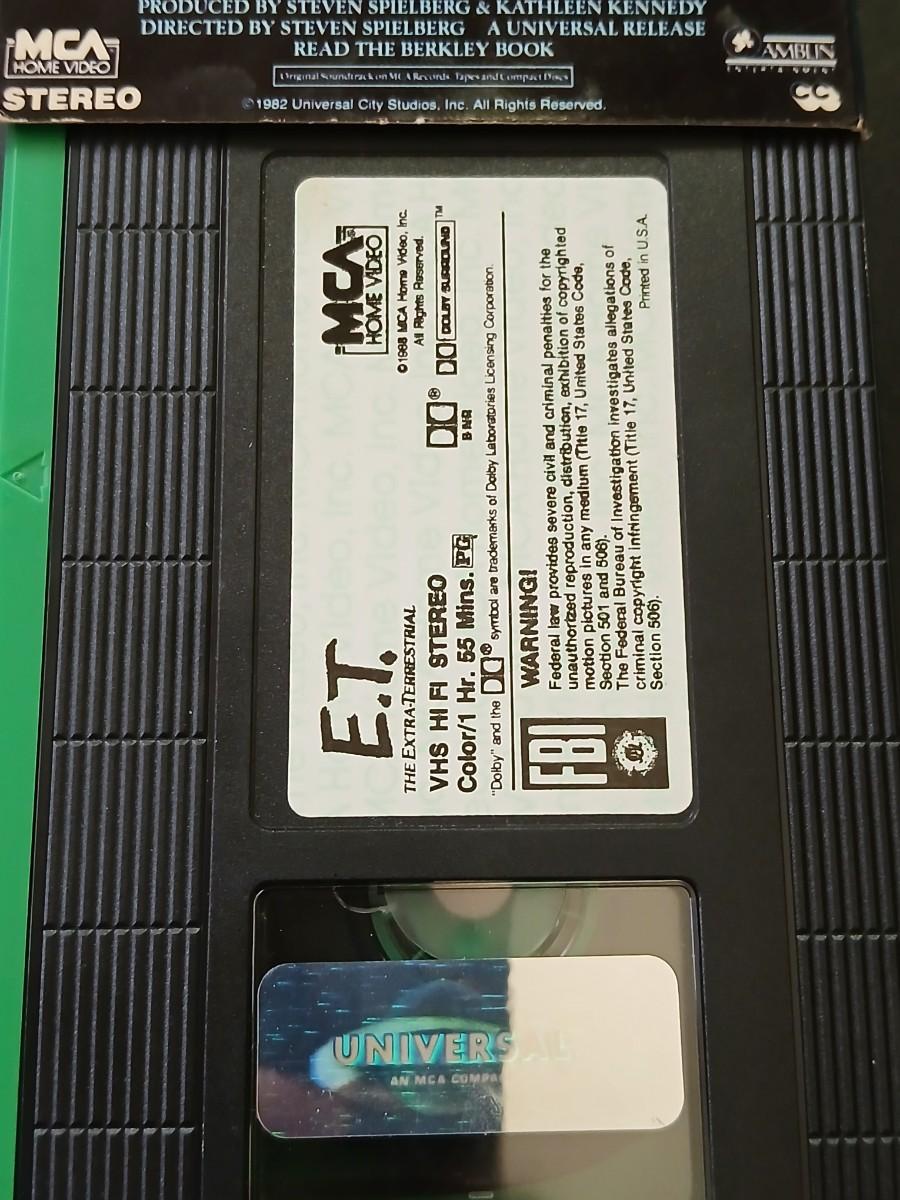 PRODUCED BY STEVEN SPIELBERG & KATHLEEN KENNEDY
DIRECTED BY STEVEN SPIELBERG A UNIVERSAL RELEASE
READ THE BERKLEY BOOK
Original Soundtrack on MCA Records, Tapes and Compact Discs
©1982 Universal City Studios, Inc. All Rights Reserved.
MCA
HOME VIDEO
STEREO
AMBLIN
ENTERTAINMENT
E.T.
THE EXTRA-TERRESTRIAL
VHS HI FI STEREO
Color/1 Hr. 55 Mins. PG
MCA
HOME VIDEO
©1988 MCA Home Video, Inc.
All Rights Reserved.
®
B NR
DOLBY SURROUND™
"Dolby" and the ® symbol are trademarks of Dolby Laboratories Licensing Corporation.
FBI
WARNING!
Federal law provides severe civil and criminal penalties for the
unauthorized reproduction, distribution, exhibition of copyrighted
motion pictures in any medium (Title 17, United States Code,
Section 501 and 506).
The Federal Bureau of Investigation investigates allegations of
criminal copyright infringement (Title 17, United States Code,
Section 506).
Printed in U.S.A.
UNIVERSAL
AN MCA COMPA